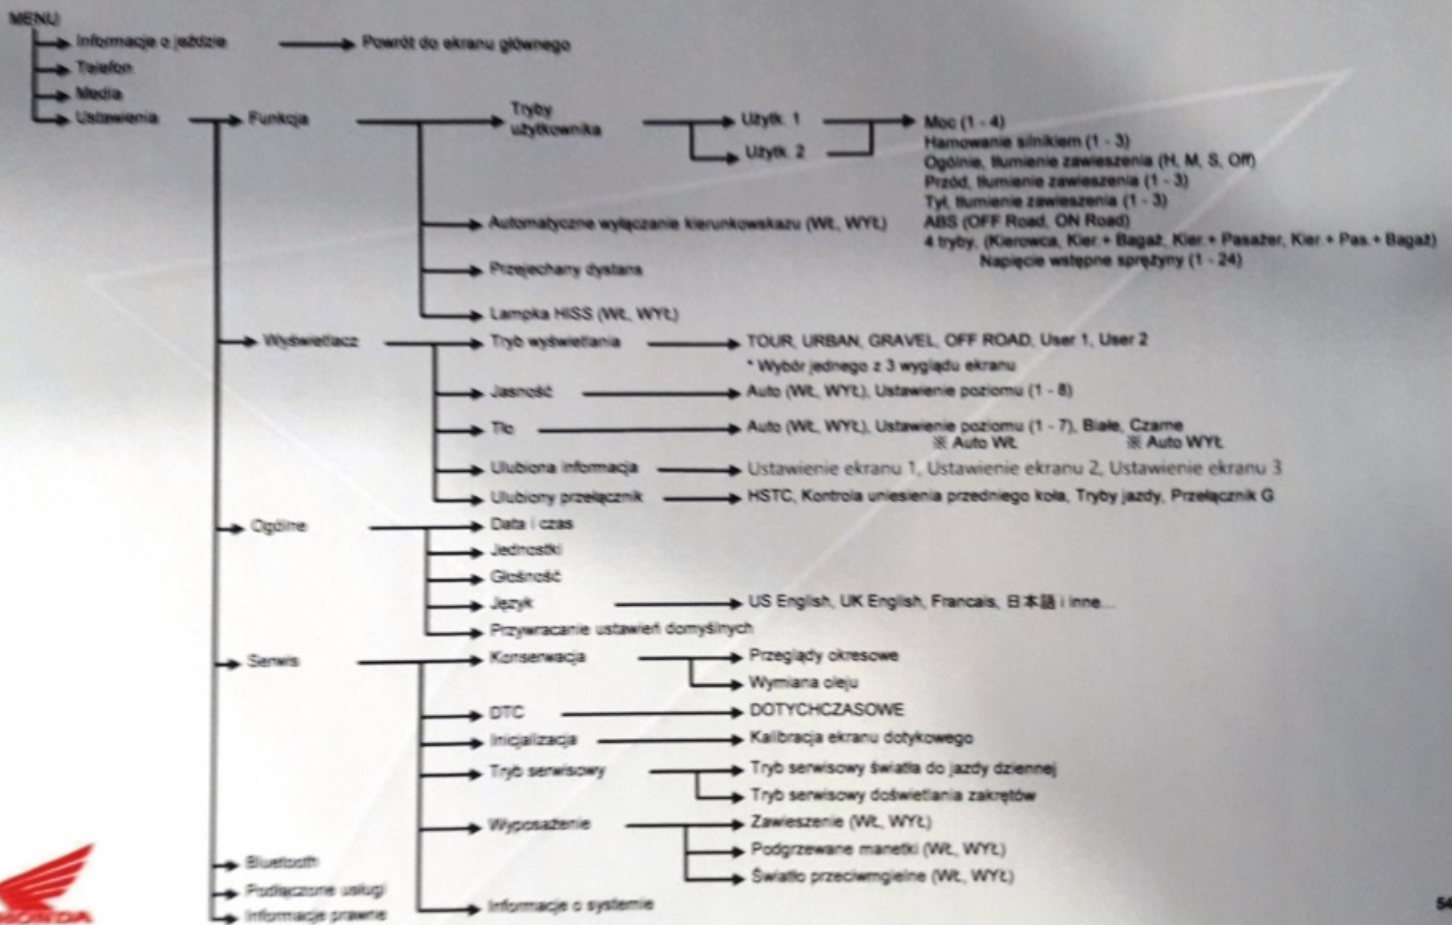 MENU
Informacje o jeździe
Powrót do ekranu głównego
Telefon
Media
Ustawienia
Funkcja
Tryby użytkownika
Użytk. 1
Użytk. 2
Moc (1 - 4)
Hamowanie silnikiem (1 - 3)
Ogólnie, tłumienie zawieszenia (H, M, S, Off)
Przód, tłumienie zawieszenia (1 - 3)
Tył, tłumienie zawieszenia (1 - 3)
ABS (OFF Road, ON Road)
4 tryby, (Kierowca, Kier.+ Bagaż, Kier.+ Pasażer, Kier.+ Pas.+ Bagaż)
Napięcie wstępne sprężyny (1 - 24)
Automatyczne wyłączanie kierunkowskazu (WŁ, WYŁ)
Przejechany dystans
Lampka HISS (WŁ, WYŁ)
Wyświetlacz
Tryb wyświetlania
TOUR, URBAN, GRAVEL, OFF ROAD, User 1, User 2
* Wybór jednego z 3 wyglądu ekranu
Jasność
Auto (WŁ, WYŁ), Ustawienie poziomu (1 - 8)
Tło
Auto (WŁ, WYŁ), Ustawienie poziomu (1 - 7), Białe, Czarne
※ Auto WŁ
※ Auto WYŁ
Ulubiona informacja
Ustawienie ekranu 1, Ustawienie ekranu 2, Ustawienie ekranu 3
Ulubiony przełącznik
HSTC, Kontrola uniesienia przedniego koła, Tryby jazdy, Przełącznik G
Ogólne
Data i czas
Jednostki
Głośność
Język
US English, UK English, Francais, 日本語 i inne...
Przywracanie ustawień domyślnych
Serwis
Konserwacja
Przeglądy okresowe
Wymiana oleju
DTC
DOTYCHCZASOWE
Inicjalizacja
Kalibracja ekranu dotykowego
Tryb serwisowy
Tryb serwisowy światła do jazdy dziennej
Tryb serwisowy doświetlania zakrętów
Wyposażenie
Zawieszenie (WŁ, WYŁ)
Podgrzewane manetki (WŁ, WYŁ)
Światło przeciwmgielne (WŁ, WYŁ)
Informacje o systemie
Bluetooth
Podłączone usługi
Informacje prawne
HONDA
54